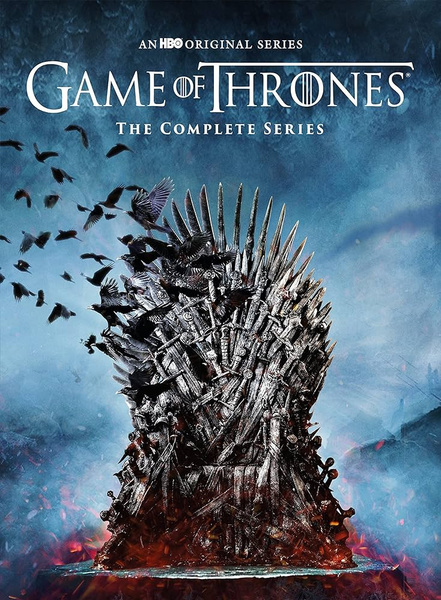 AN HBO ORIGINAL SERIES
GAME OF THRONES®
THE COMPLETE SERIES